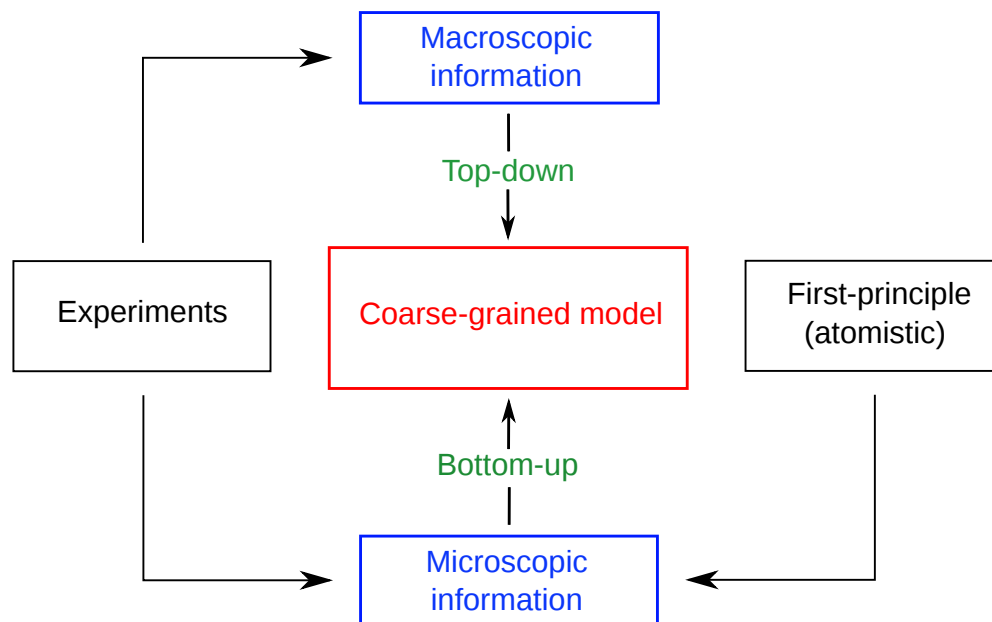 Macroscopic
information
Top-down
Experiments
Coarse-grained model
First-principle
(atomistic)
Bottom-up
Microscopic
information